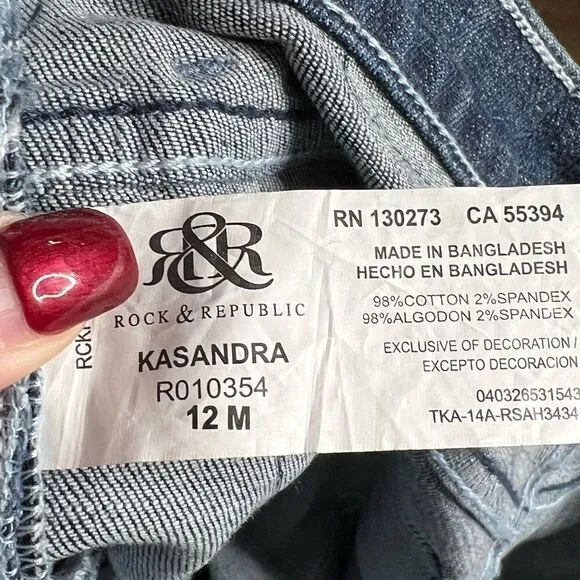 R&R
ROCK & REPUBLIC
KASANDRA
R010354
12 M
RN 130273 CA 55394
MADE IN BANGLADESH
HECHO EN BANGLADESH
98%COTTON 2%SPANDEX
98%ALGODON 2%SPANDEX
EXCLUSIVE OF DECORATION/
EXCEPTO DECORACION
040326531543
TKA-14A-RSAH3434